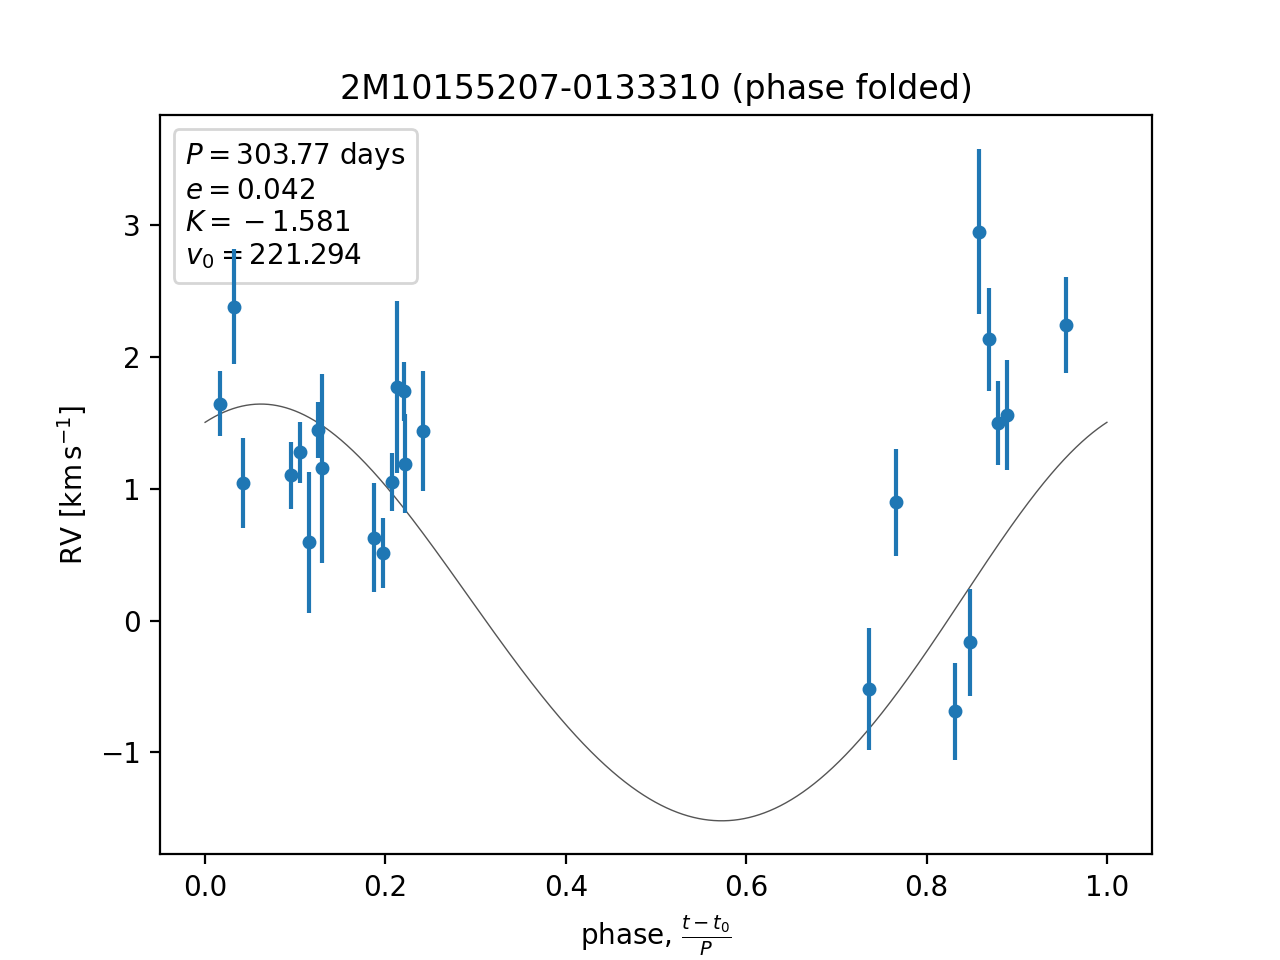 2M10155207-0133310 (phase folded)
P = 303.77 days
e = 0.042
K = −1.581
v₀ = 221.294
RV [km s⁻¹]
3
2
1
0
−1
0.0 0.2 0.4 0.6 0.8 1.0
phase, (t − t₀)/P